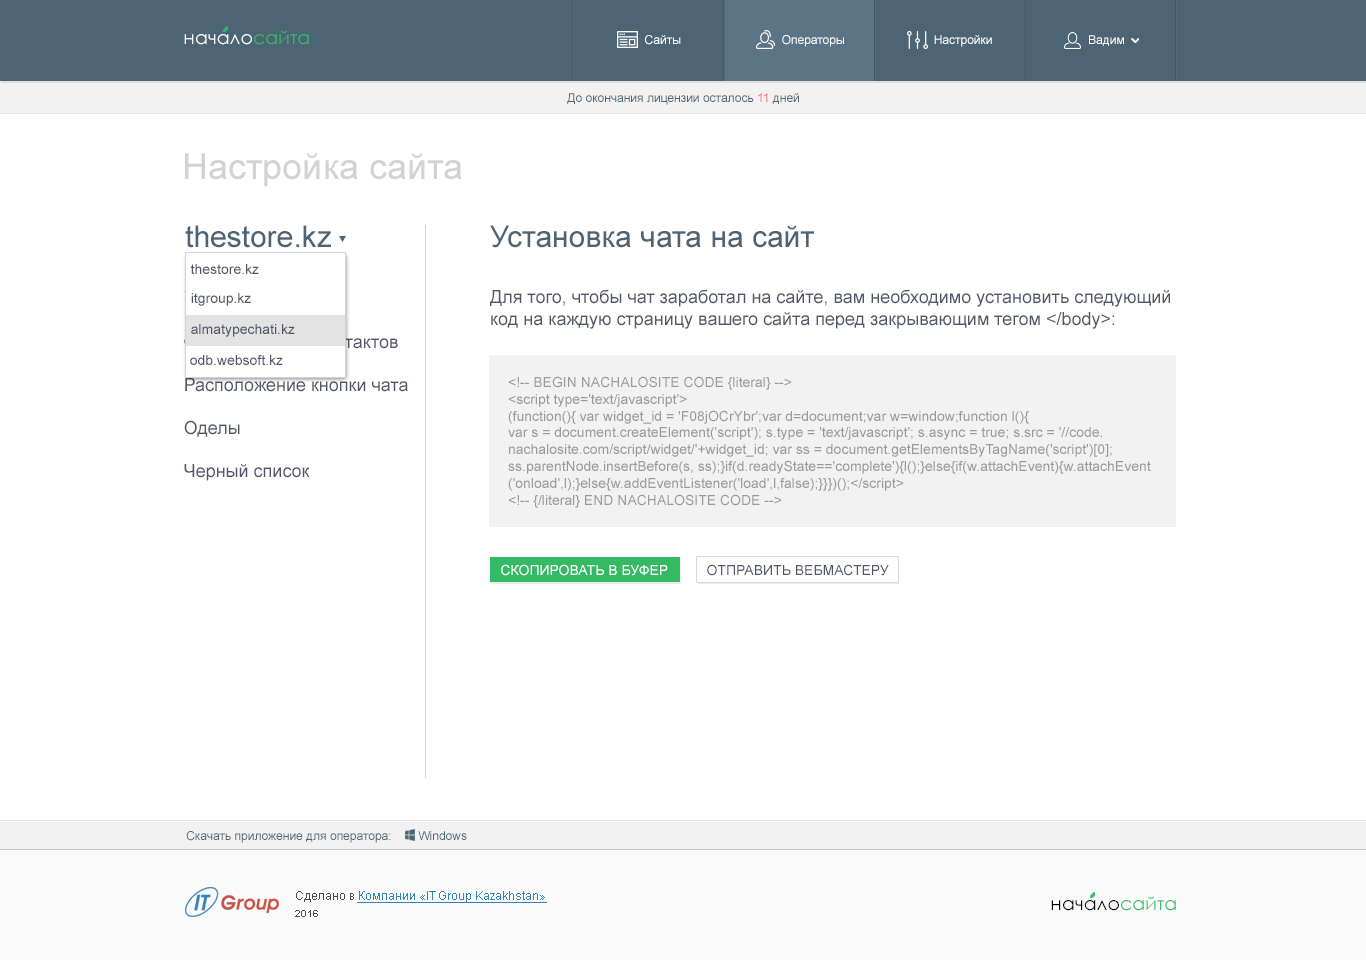 началосайта
Сайты
Операторы
Настройки
Вадим
До окончания лицензии осталось 11 дней
Настройка сайта
thestore.kz
thestore.kz
itgroup.kz
almatypechati.kz
odb.websoft.kz
тактов
Расположение кнопки чата
Оделы
Черный список
Установка чата на сайт
Для того, чтобы чат заработал на сайте, вам необходимо установить следующий
код на каждую страницу вашего сайта перед закрывающим тегом </body>:
<!-- BEGIN NACHALOSITE CODE {literal} -->
<script type='text/javascript'>
(function(){ var widget_id = 'F08jOCrYbr';var d=document;var w=window;function l(){
var s = document.createElement('script'); s.type = 'text/javascript'; s.async = true; s.src = '//code.
nachalosite.com/script/widget/'+widget_id; var ss = document.getElementsByTagName('script')[0];
ss.parentNode.insertBefore(s, ss);}if(d.readyState=='complete'){l();}else{if(w.attachEvent){w.attachEvent
('onload',l);}else{w.addEventListener('load',l,false);}}})();</script>
<!-- {/literal} END NACHALOSITE CODE -->
СКОПИРОВАТЬ В БУФЕР
ОТПРАВИТЬ ВЕБМАСТЕРУ
Скачать приложение для оператора: Windows
IT Group
Сделано в Компании «IT Group Kazakhstan»
2016
началосайта